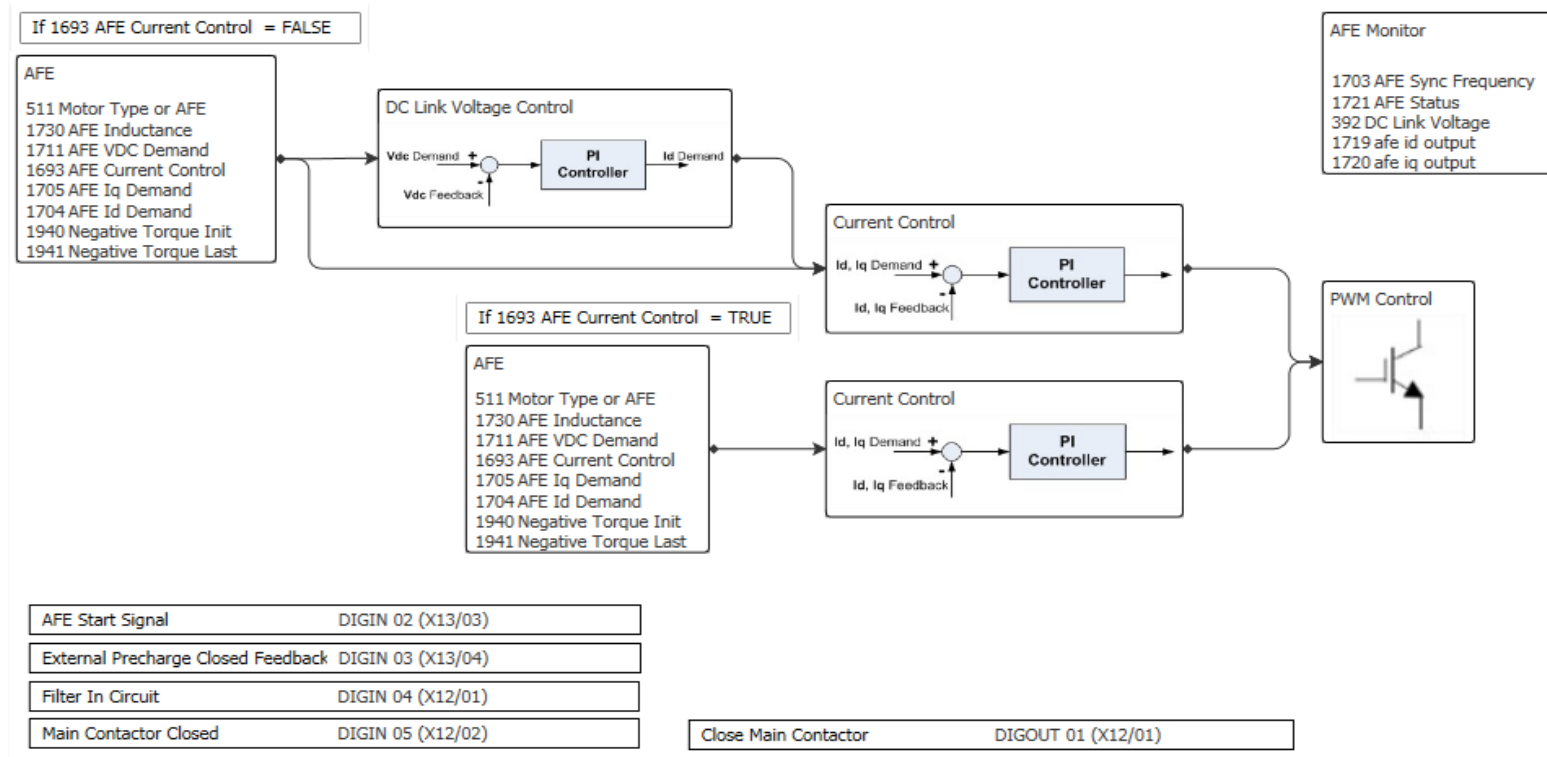 If 1693 AFE Current Control = FALSE
AFE
511 Motor Type or AFE
1730 AFE Inductance
1711 AFE VDC Demand
1693 AFE Current Control
1705 AFE Iq Demand
1704 AFE Id Demand
1940 Negative Torque Init
1941 Negative Torque Last
DC Link Voltage Control
Vdc Demand +
-
Vdc Feedback
PI
Controller
Id Demand
Current Control
Id, Iq Demand +
-
Id, Iq Feedback
PI
Controller
AFE Monitor
1703 AFE Sync Frequency
1721 AFE Status
392 DC Link Voltage
1719 afe id output
1720 afe iq output
If 1693 AFE Current Control = TRUE
AFE
511 Motor Type or AFE
1730 AFE Inductance
1711 AFE VDC Demand
1693 AFE Current Control
1705 AFE Iq Demand
1704 AFE Id Demand
1940 Negative Torque Init
1941 Negative Torque Last
Current Control
Id, Iq Demand +
-
Id, Iq Feedback
PI
Controller
PWM Control
AFE Start Signal DIGIN 02 (X13/03)
External Precharge Closed Feedback DIGIN 03 (X13/04)
Filter In Circuit DIGIN 04 (X12/01)
Main Contactor Closed DIGIN 05 (X12/02)
Close Main Contactor DIGOUT 01 (X12/01)